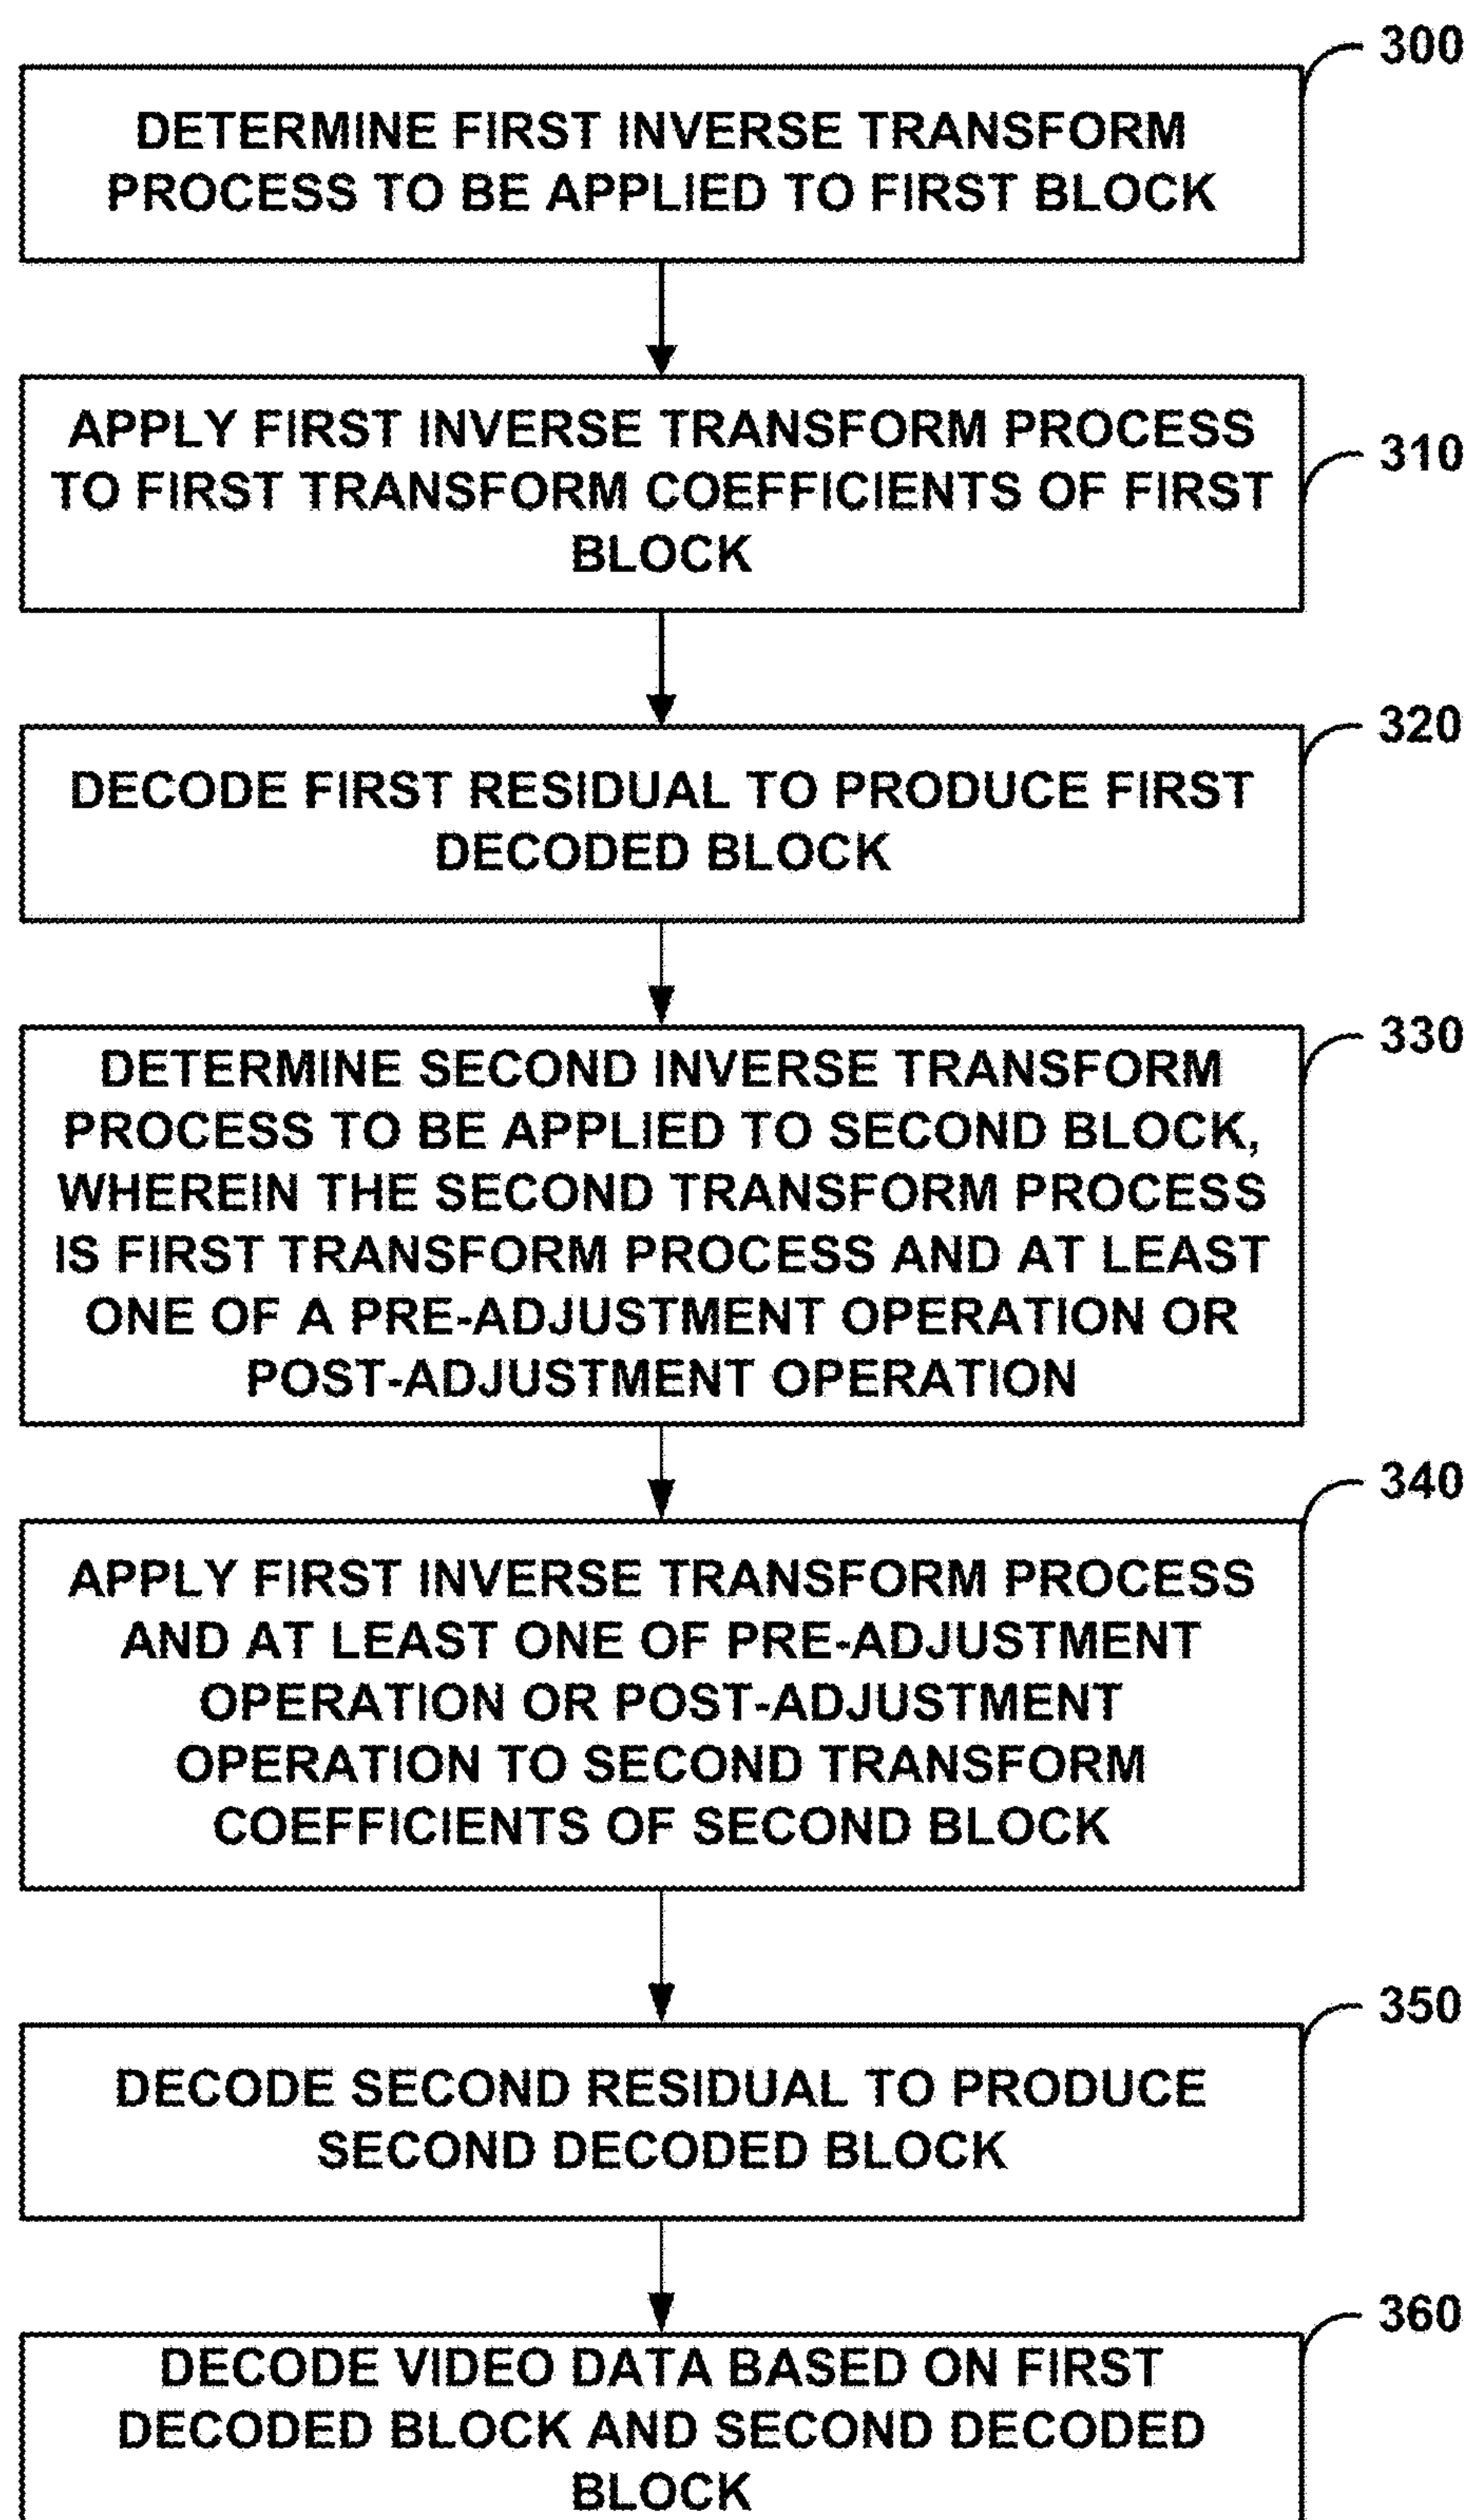 300
DETERMINE FIRST INVERSE TRANSFORM
PROCESS TO BE APPLIED TO FIRST BLOCK
310
APPLY FIRST INVERSE TRANSFORM PROCESS
TO FIRST TRANSFORM COEFFICIENTS OF FIRST
BLOCK
320
DECODE FIRST RESIDUAL TO PRODUCE FIRST
DECODED BLOCK
330
DETERMINE SECOND INVERSE TRANSFORM
PROCESS TO BE APPLIED TO SECOND BLOCK,
WHEREIN THE SECOND TRANSFORM PROCESS
IS FIRST TRANSFORM PROCESS AND AT LEAST
ONE OF A PRE-ADJUSTMENT OPERATION OR
POST-ADJUSTMENT OPERATION
340
APPLY FIRST INVERSE TRANSFORM PROCESS
AND AT LEAST ONE OF PRE-ADJUSTMENT
OPERATION OR POST-ADJUSTMENT
OPERATION TO SECOND TRANSFORM
COEFFICIENTS OF SECOND BLOCK
350
DECODE SECOND RESIDUAL TO PRODUCE
SECOND DECODED BLOCK
360
DECODE VIDEO DATA BASED ON FIRST
DECODED BLOCK AND SECOND DECODED
BLOCK